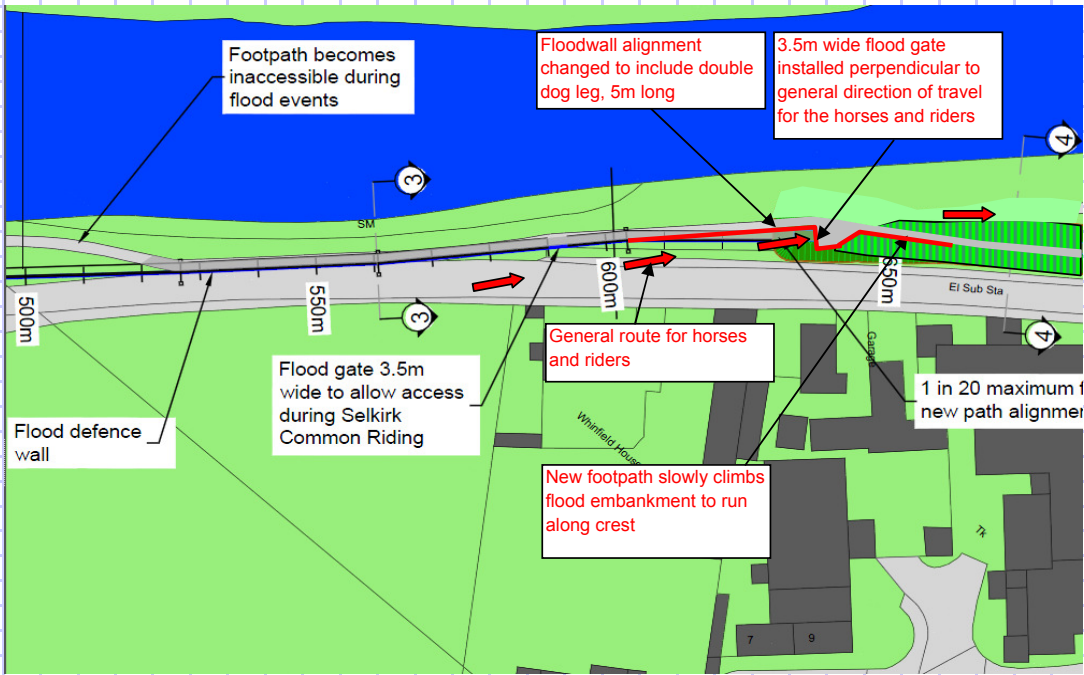 Footpath becomes
inaccessible during
flood events
Floodwall alignment
changed to include double
dog leg, 5m long
3.5m wide flood gate
installed perpendicular to
general direction of travel
for the horses and riders
4
3
SM
500m
550m
600m
650m
El Sub Sta
3
4
General route for horses
and riders
Garage
Flood gate 3.5m
wide to allow access
during Selkirk
Common Riding
1 in 20 maximum f
new path alignmen
Flood defence
wall
Whinfield House
New footpath slowly climbs
flood embankment to run
along crest
Tk
7
9